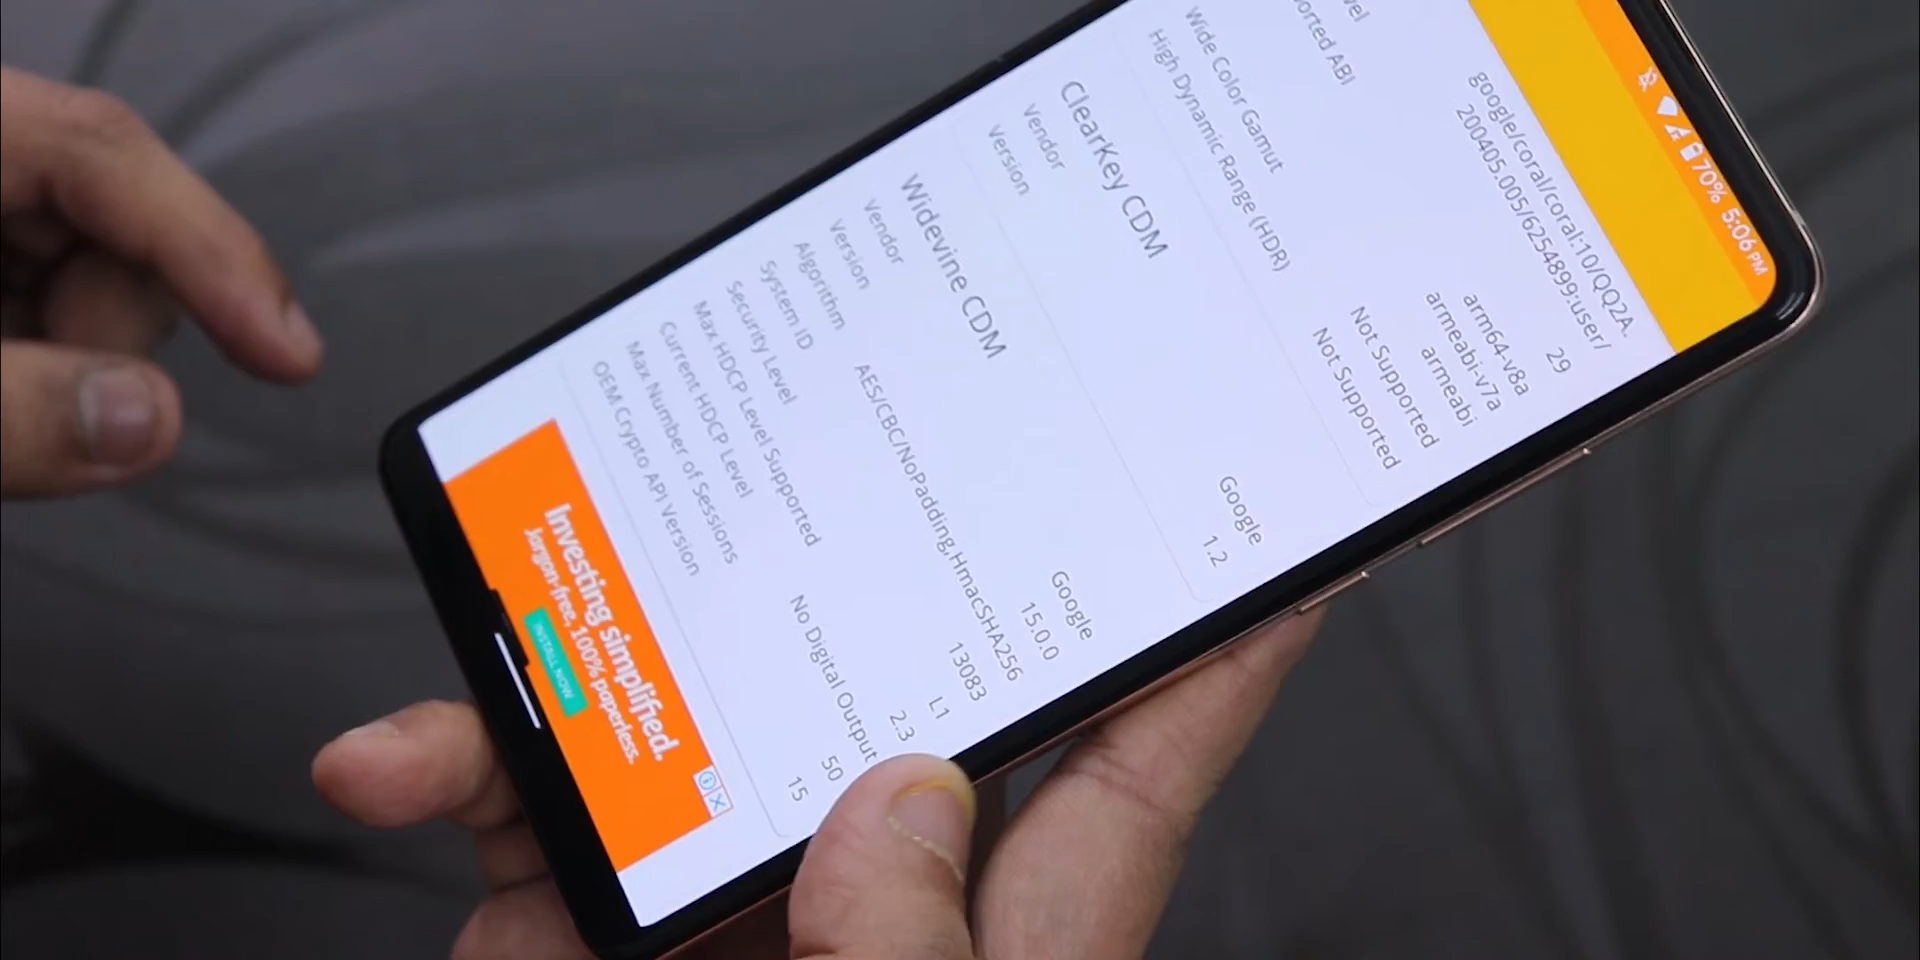 70% 5:06 PM
google/coral/coral:10/QQ2A.
200405.005/6254899:user/
29
orted ABI
arm64-v8a
armeabi-v7a
armeabi
Wide Color Gamut Not Supported
High Dynamic Range (HDR) Not Supported
ClearKey CDM
Vendor Google
Version 1.2
Widevine CDM
Vendor Google
Version 15.0.0
Algorithm AES/CBC/NoPadding,HmacSHA256
System ID 13083
Security Level L1
Max HDCP Level Supported 2.3
Current HDCP Level No Digital Output
Max Number of Sessions 50
OEM Crypto API Version 15
Investing simplified.
Jargon-free, 100% paperless.
INSTALL NOW